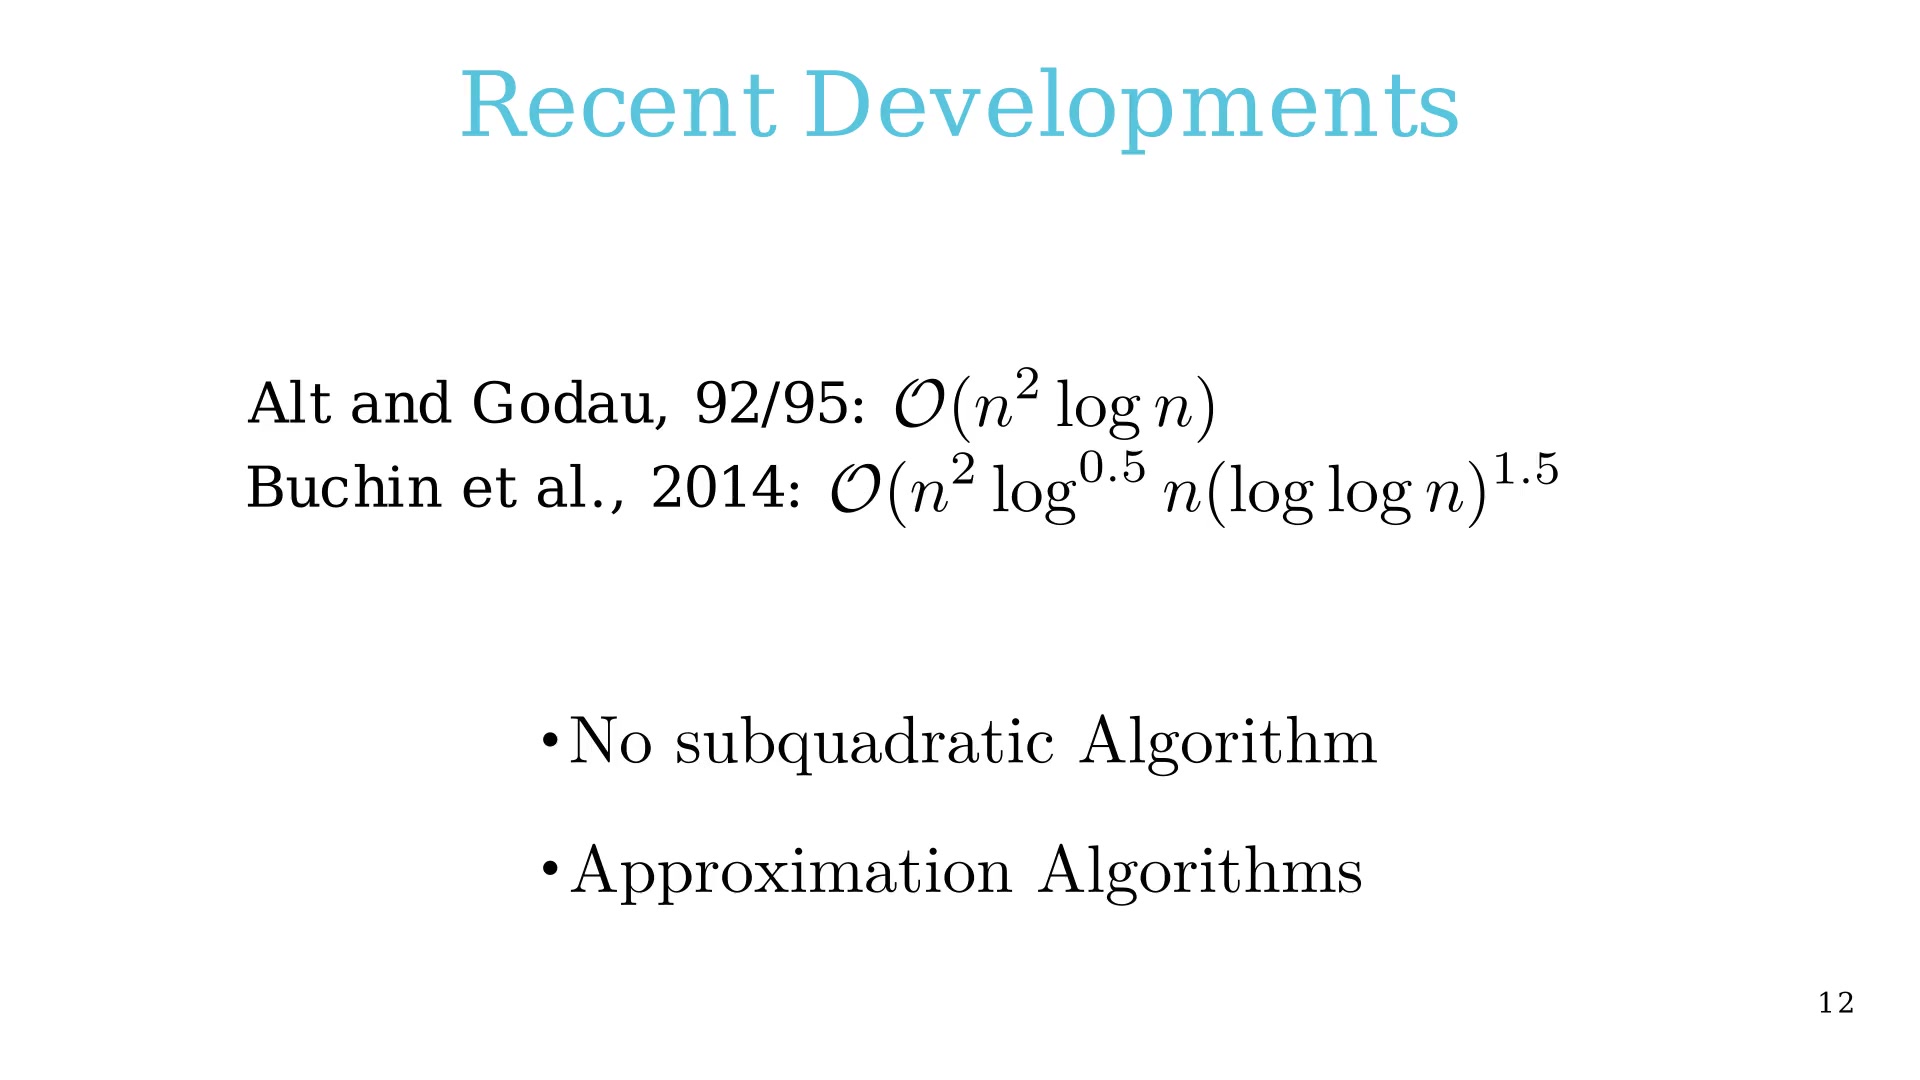 Recent Developments
Alt and Godau, 92/95: $\mathcal{O}(n^2 \log n)$
Buchin et al., 2014: $\mathcal{O}(n^2 \log^{0.5} n(\log \log n)^{1.5}$
• No subquadratic Algorithm
• Approximation Algorithms
12